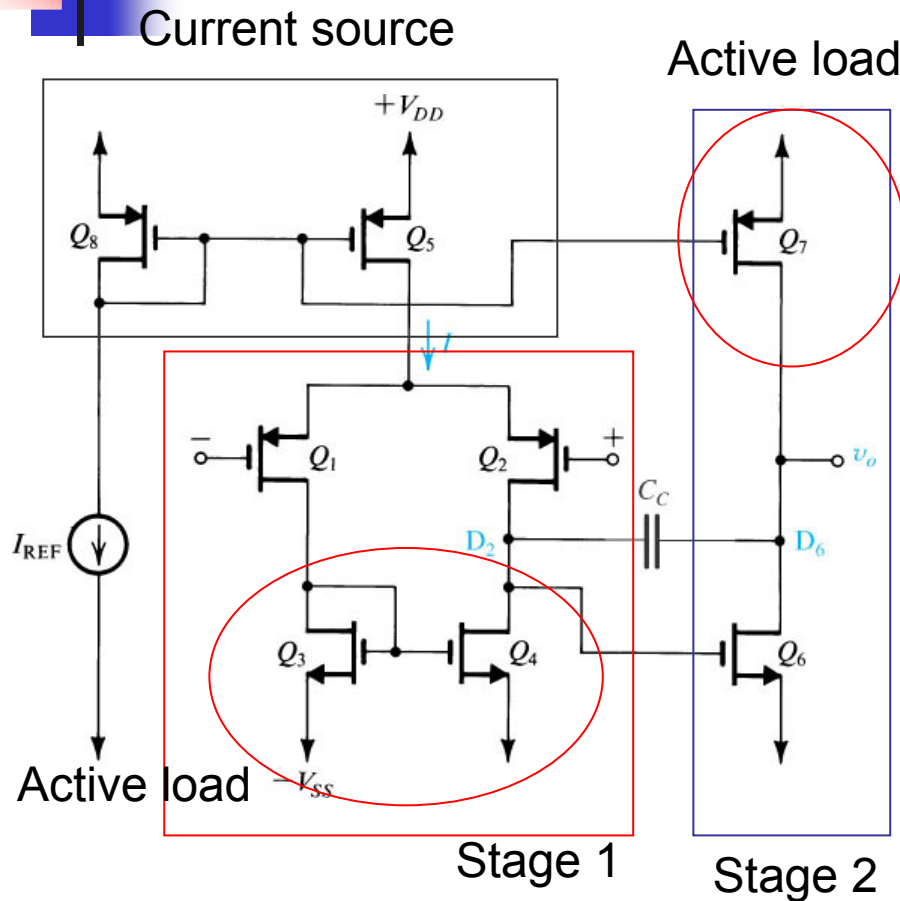 Current source
Active load
+V_DD
Q_8
Q_5
Q_7
I
−
Q_1
Q_2
+
v_o
C_C
I_REF
D_2
D_6
Q_3
Q_4
Q_6
Active load
−V_SS
Stage 1
Stage 2